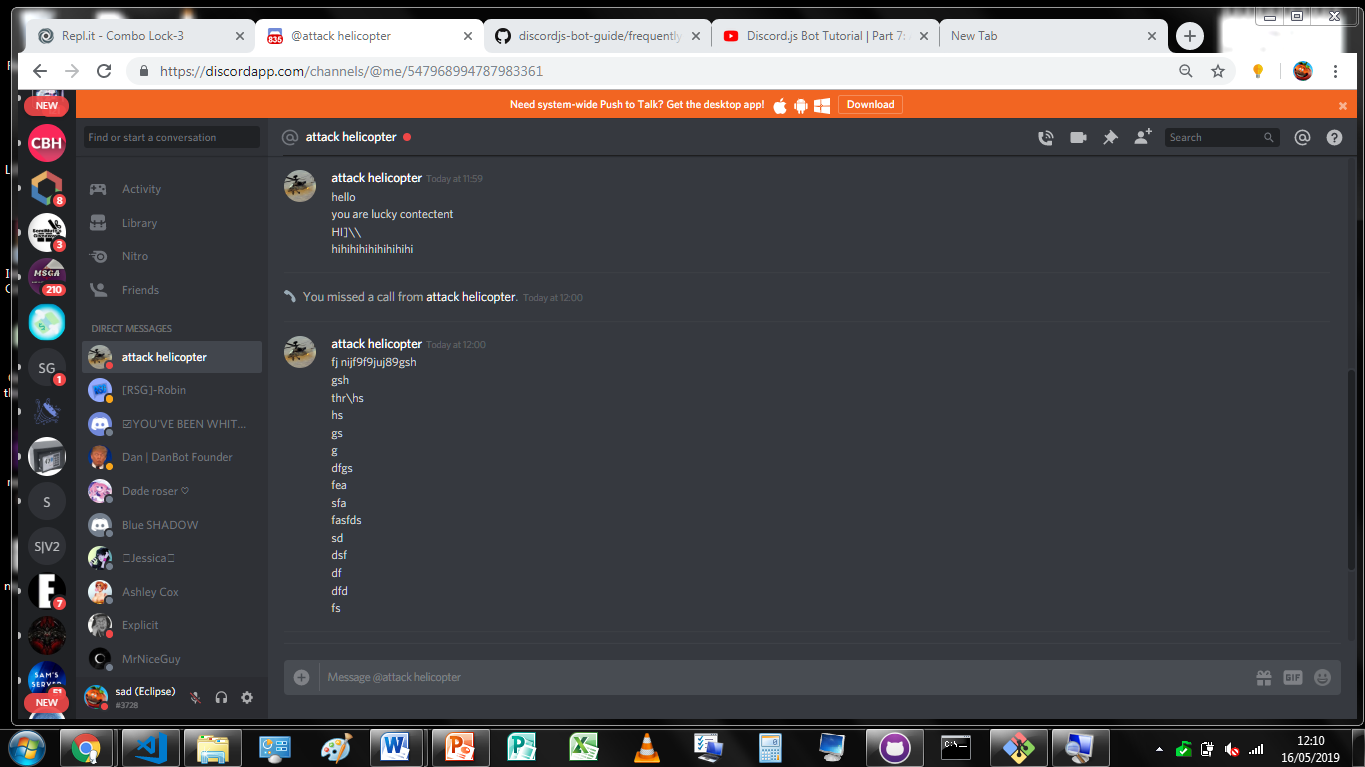 Repl.it - Combo Lock-3
@attack helicopter
discordjs-bot-guide/frequently
Discord.js Bot Tutorial | Part 7:
New Tab
https://discordapp.com/channels/@me/547968994787983361
NEW
Need system-wide Push to Talk? Get the desktop app!
Download
Find or start a conversation
attack helicopter
Search
CBH
8
3
MSGA
210
SG
1
S
S|V2
7
SAM'S
SERVER
51
NEW
Activity
Library
Nitro
Friends
DIRECT MESSAGES
attack helicopter
[RSG]-Robin
☑YOU'VE BEEN WHIT...
Dan | DanBot Founder
Døde roser ♡
Blue SHADOW
▯Jessica▯
Ashley Cox
Explicit
MrNiceGuy
sad (Eclipse)
#3728
attack helicopter Today at 11:59
hello
you are lucky contectent
HI]\\
hihihihihihihihihi
You missed a call from attack helicopter. Today at 12:00
attack helicopter Today at 12:00
fj nijf9f9juj89gsh
gsh
thr\hs
hs
gs
g
dfgs
fea
sfa
fasfds
sd
dsf
df
dfd
fs
Message @attack helicopter
GIF
12:10
16/05/2019